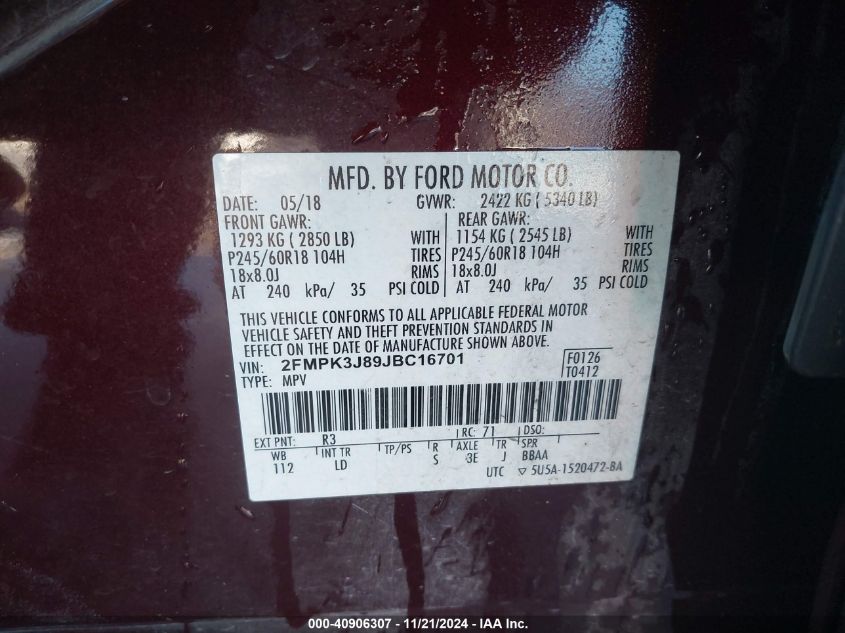 MFD. BY FORD MOTOR CO.
DATE: 05/18 GVWR: 2422 KG ( 5340 LB)
FRONT GAWR: REAR GAWR:
1293 KG ( 2850 LB) WITH 1154 KG ( 2545 LB) WITH
P245/60R18 104H TIRES P245/60R18 104H TIRES
18x8.0J RIMS 18x8.0J RIMS
AT 240 kPa/ 35 PSI COLD AT 240 kPa/ 35 PSI COLD
THIS VEHICLE CONFORMS TO ALL APPLICABLE FEDERAL MOTOR
VEHICLE SAFETY AND THEFT PREVENTION STANDARDS IN
EFFECT ON THE DATE OF MANUFACTURE SHOWN ABOVE.
VIN: 2FMPK3J89JBC16701 F0126
TYPE: MPV T0412
EXT PNT: R3 RC: 71 DSO:
WB INT TR TP/PS R AXLE TR SPR
112 LD S 3E J BBAA
UTC ▽ 5U5A-1520472-BA
000-40906307 - 11/21/2024 - IAA Inc.